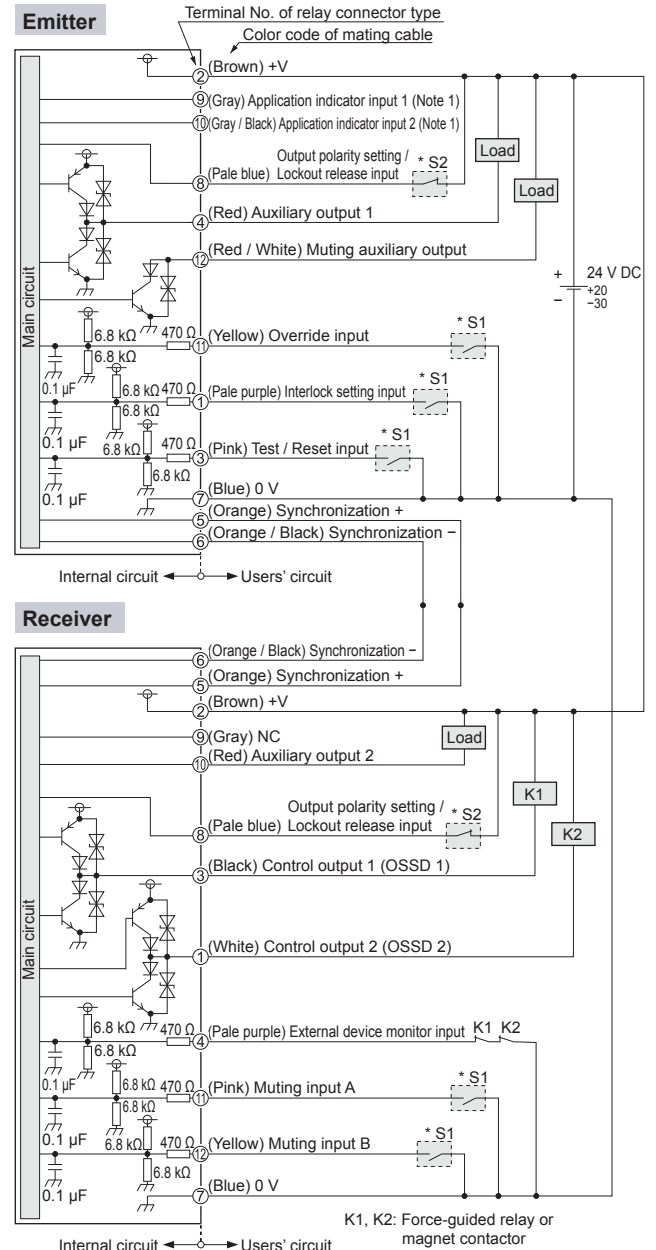 Emitter
Terminal No. of relay connector type
Color code of mating cable
② (Brown) +V
⑨ (Gray) Application indicator input 1 (Note 1)
⑩ (Gray / Black) Application indicator input 2 (Note 1)
Output polarity setting / * S2
⑧ (Pale blue) Lockout release input
Load
④ (Red) Auxiliary output 1
Load
⑫ (Red / White) Muting auxiliary output
+ 24 V DC
− +20
−30
Main circuit
6.8 kΩ 470 Ω ⑪ (Yellow) Override input * S1
6.8 kΩ
0.1 µF
6.8 kΩ 470 Ω ① (Pale purple) Interlock setting input * S1
6.8 kΩ
0.1 µF
6.8 kΩ 470 Ω ③ (Pink) Test / Reset input * S1
6.8 kΩ
0.1 µF
⑦ (Blue) 0 V
⑤ (Orange) Synchronization +
⑥ (Orange / Black) Synchronization −
Internal circuit Users' circuit
Receiver
⑥ (Orange / Black) Synchronization −
⑤ (Orange) Synchronization +
② (Brown) +V
⑨ (Gray) NC
Load
⑩ (Red) Auxiliary output 2
K1
Output polarity setting / * S2
⑧ (Pale blue) Lockout release input
K2
③ (Black) Control output 1 (OSSD 1)
Main circuit
① (White) Control output 2 (OSSD 2)
6.8 kΩ 470 Ω ④ (Pale purple) External device monitor input K1 K2
6.8 kΩ
0.1 µF
6.8 kΩ 470 Ω ⑪ (Pink) Muting input A * S1
6.8 kΩ
0.1 µF
6.8 kΩ 470 Ω ⑫ (Yellow) Muting input B * S1
6.8 kΩ
0.1 µF
⑦ (Blue) 0 V
K1, K2: Force-guided relay or
magnet contactor
Internal circuit Users' circuit